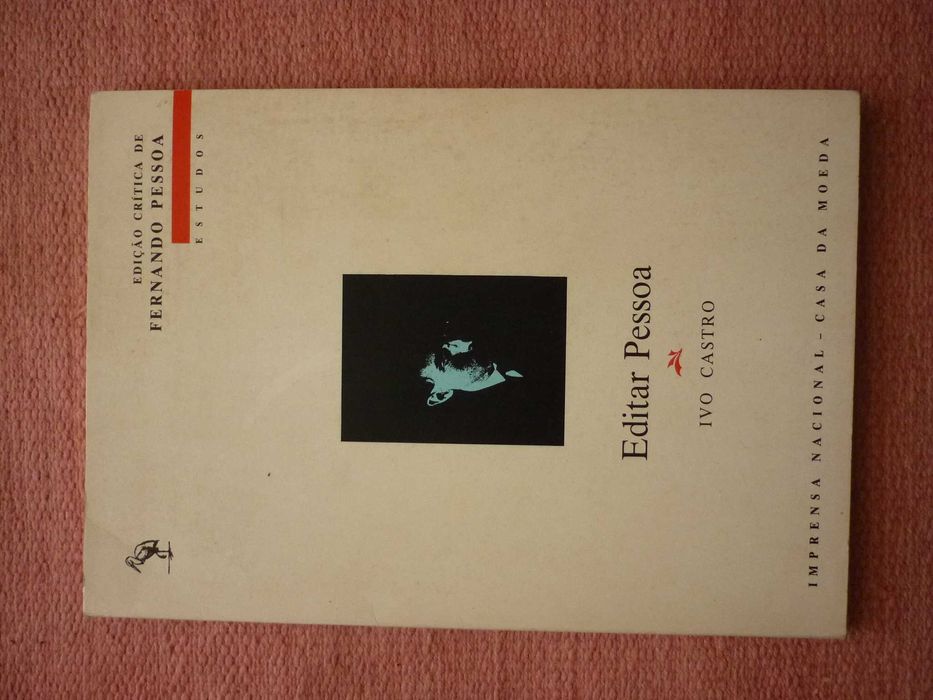 EDIÇÃO CRÍTICA DE
FERNANDO PESSOA
ESTUDOS
Editar Pessoa
IVO CASTRO
IMPRENSA NACIONAL – CASA DA MOEDA